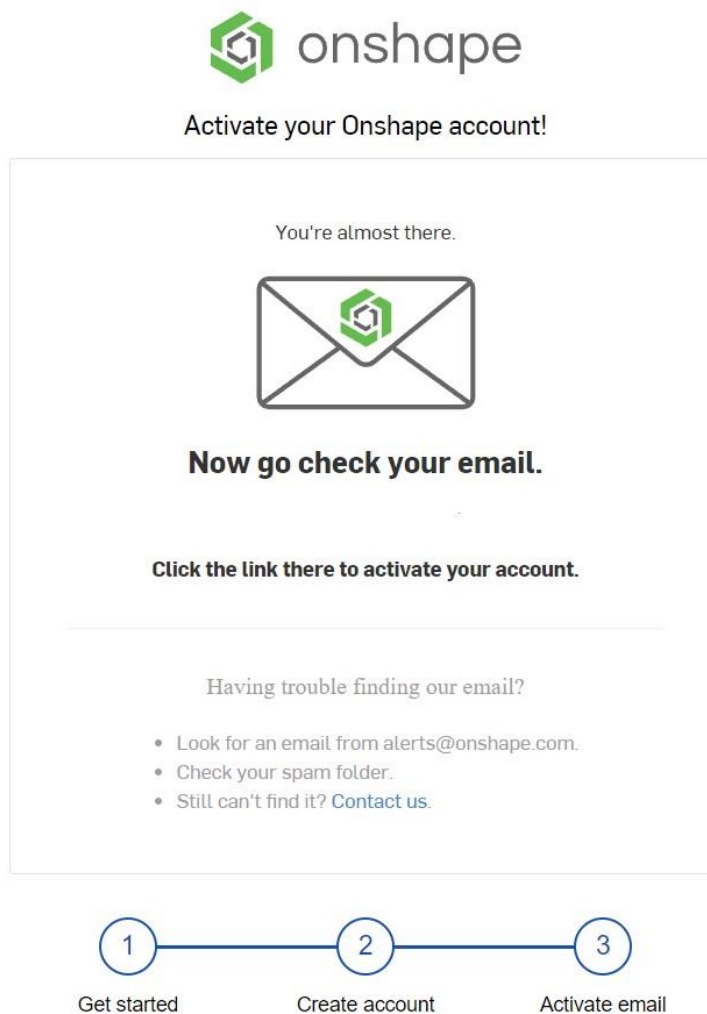 onshape
Activate your Onshape account!
You're almost there.
Now go check your email.
Click the link there to activate your account.
Having trouble finding our email?
• Look for an email from alerts@onshape.com.
• Check your spam folder.
• Still can't find it? Contact us.
1 2 3
Get started Create account Activate email